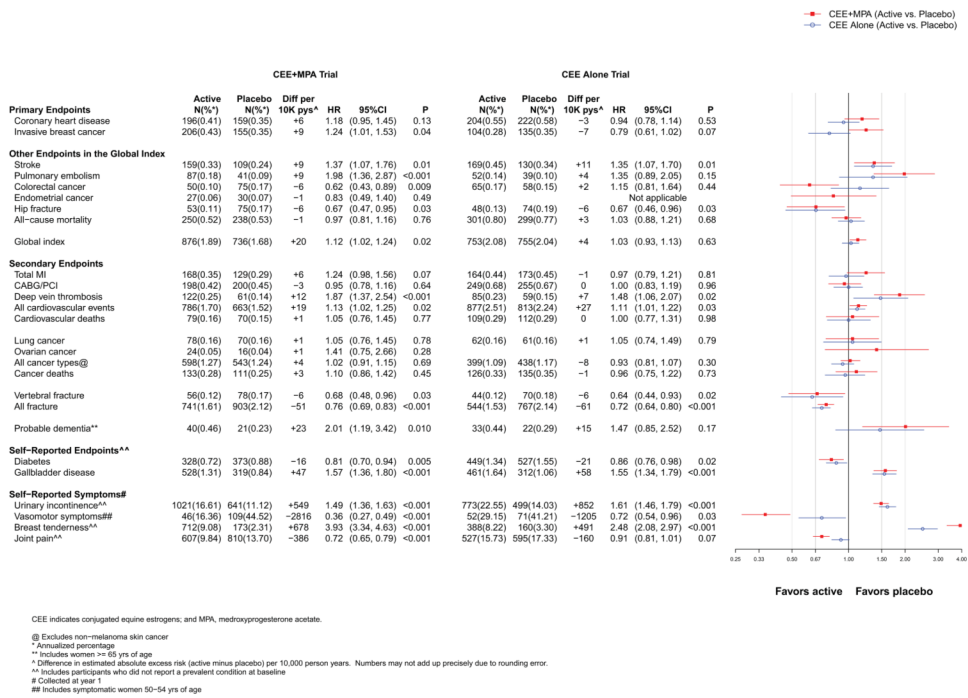 CEE+MPA (Active vs. Placebo)
CEE Alone (Active vs. Placebo)
CEE+MPA Trial CEE Alone Trial
Active Placebo Diff per Active Placebo Diff per
Primary Endpoints N(%*) N(%*) 10K pys^ HR 95%CI P N(%*) N(%*) 10K pys^ HR 95%CI P
Coronary heart disease 196(0.41) 159(0.35) +6 1.18 (0.95, 1.45) 0.13 204(0.55) 222(0.58) −3 0.94 (0.78, 1.14) 0.53
Invasive breast cancer 206(0.43) 155(0.35) +9 1.24 (1.01, 1.53) 0.04 104(0.28) 135(0.35) −7 0.79 (0.61, 1.02) 0.07
Other Endpoints in the Global Index
Stroke 159(0.33) 109(0.24) +9 1.37 (1.07, 1.76) 0.01 169(0.45) 130(0.34) +11 1.35 (1.07, 1.70) 0.01
Pulmonary embolism 87(0.18) 41(0.09) +9 1.98 (1.36, 2.87) <0.001 52(0.14) 39(0.10) +4 1.35 (0.89, 2.05) 0.15
Colorectal cancer 50(0.10) 75(0.17) −6 0.62 (0.43, 0.89) 0.009 65(0.17) 58(0.15) +2 1.15 (0.81, 1.64) 0.44
Endometrial cancer 27(0.06) 30(0.07) −1 0.83 (0.49, 1.40) 0.49 Not applicable
Hip fracture 53(0.11) 75(0.17) −6 0.67 (0.47, 0.95) 0.03 48(0.13) 74(0.19) −6 0.67 (0.46, 0.96) 0.03
All−cause mortality 250(0.52) 238(0.53) −1 0.97 (0.81, 1.16) 0.76 301(0.80) 299(0.77) +3 1.03 (0.88, 1.21) 0.68
Global index 876(1.89) 736(1.68) +20 1.12 (1.02, 1.24) 0.02 753(2.08) 755(2.04) +4 1.03 (0.93, 1.13) 0.63
Secondary Endpoints
Total MI 168(0.35) 129(0.29) +6 1.24 (0.98, 1.56) 0.07 164(0.44) 173(0.45) −1 0.97 (0.79, 1.21) 0.81
CABG/PCI 198(0.42) 200(0.45) −3 0.95 (0.78, 1.16) 0.64 249(0.68) 255(0.67) 0 1.00 (0.83, 1.19) 0.96
Deep vein thrombosis 122(0.25) 61(0.14) +12 1.87 (1.37, 2.54) <0.001 85(0.23) 59(0.15) +7 1.48 (1.06, 2.07) 0.02
All cardiovascular events 786(1.70) 663(1.52) +19 1.13 (1.02, 1.25) 0.02 877(2.51) 813(2.24) +27 1.11 (1.01, 1.22) 0.03
Cardiovascular deaths 79(0.16) 70(0.15) +1 1.05 (0.76, 1.45) 0.77 109(0.29) 112(0.29) 0 1.00 (0.77, 1.31) 0.98
Lung cancer 78(0.16) 70(0.16) +1 1.05 (0.76, 1.45) 0.78 62(0.16) 61(0.16) +1 1.05 (0.74, 1.49) 0.79
Ovarian cancer 24(0.05) 16(0.04) +1 1.41 (0.75, 2.66) 0.28
All cancer types@ 598(1.27) 543(1.24) +4 1.02 (0.91, 1.15) 0.69 399(1.09) 438(1.17) −8 0.93 (0.81, 1.07) 0.30
Cancer deaths 133(0.28) 111(0.25) +3 1.10 (0.86, 1.42) 0.45 126(0.33) 135(0.35) −1 0.96 (0.75, 1.22) 0.73
Vertebral fracture 56(0.12) 78(0.17) −6 0.68 (0.48, 0.96) 0.03 44(0.12) 70(0.18) −6 0.64 (0.44, 0.93) 0.02
All fracture 741(1.61) 903(2.12) −51 0.76 (0.69, 0.83) <0.001 544(1.53) 767(2.14) −61 0.72 (0.64, 0.80) <0.001
Probable dementia** 40(0.46) 21(0.23) +23 2.01 (1.19, 3.42) 0.010 33(0.44) 22(0.29) +15 1.47 (0.85, 2.52) 0.17
Self−Reported Endpoints^^
Diabetes 328(0.72) 373(0.88) −16 0.81 (0.70, 0.94) 0.005 449(1.34) 527(1.55) −21 0.86 (0.76, 0.98) 0.02
Gallbladder disease 528(1.31) 319(0.84) +47 1.57 (1.36, 1.80) <0.001 461(1.64) 312(1.06) +58 1.55 (1.34, 1.79) <0.001
Self−Reported Symptoms#
Urinary incontinence^^ 1021(16.61) 641(11.12) +549 1.49 (1.36, 1.63) <0.001 773(22.55) 499(14.03) +852 1.61 (1.46, 1.79) <0.001
Vasomotor symptoms## 46(16.36) 109(44.52) −2816 0.36 (0.27, 0.49) <0.001 52(29.15) 71(41.21) −1205 0.72 (0.54, 0.96) 0.03
Breast tenderness^^ 712(9.08) 173(2.31) +678 3.93 (3.34, 4.63) <0.001 388(8.22) 160(3.30) +491 2.48 (2.08, 2.97) <0.001
Joint pain^^ 607(9.84) 810(13.70) −386 0.72 (0.65, 0.79) <0.001 527(15.73) 595(17.33) −160 0.91 (0.81, 1.01) 0.07
0.25 0.33 0.50 0.67 1.00 1.50 2.00 3.00 4.00
Favors active Favors placebo
CEE indicates conjugated equine estrogens; and MPA, medroxyprogesterone acetate.
@ Excludes non−melanoma skin cancer
* Annualized percentage
** Includes women >= 65 yrs of age
^ Difference in estimated absolute excess risk (active minus placebo) per 10,000 person years. Numbers may not add up precisely due to rounding error.
^^ Includes participants who did not report a prevalent condition at baseline
# Collected at year 1
## Includes symptomatic women 50−54 yrs of age